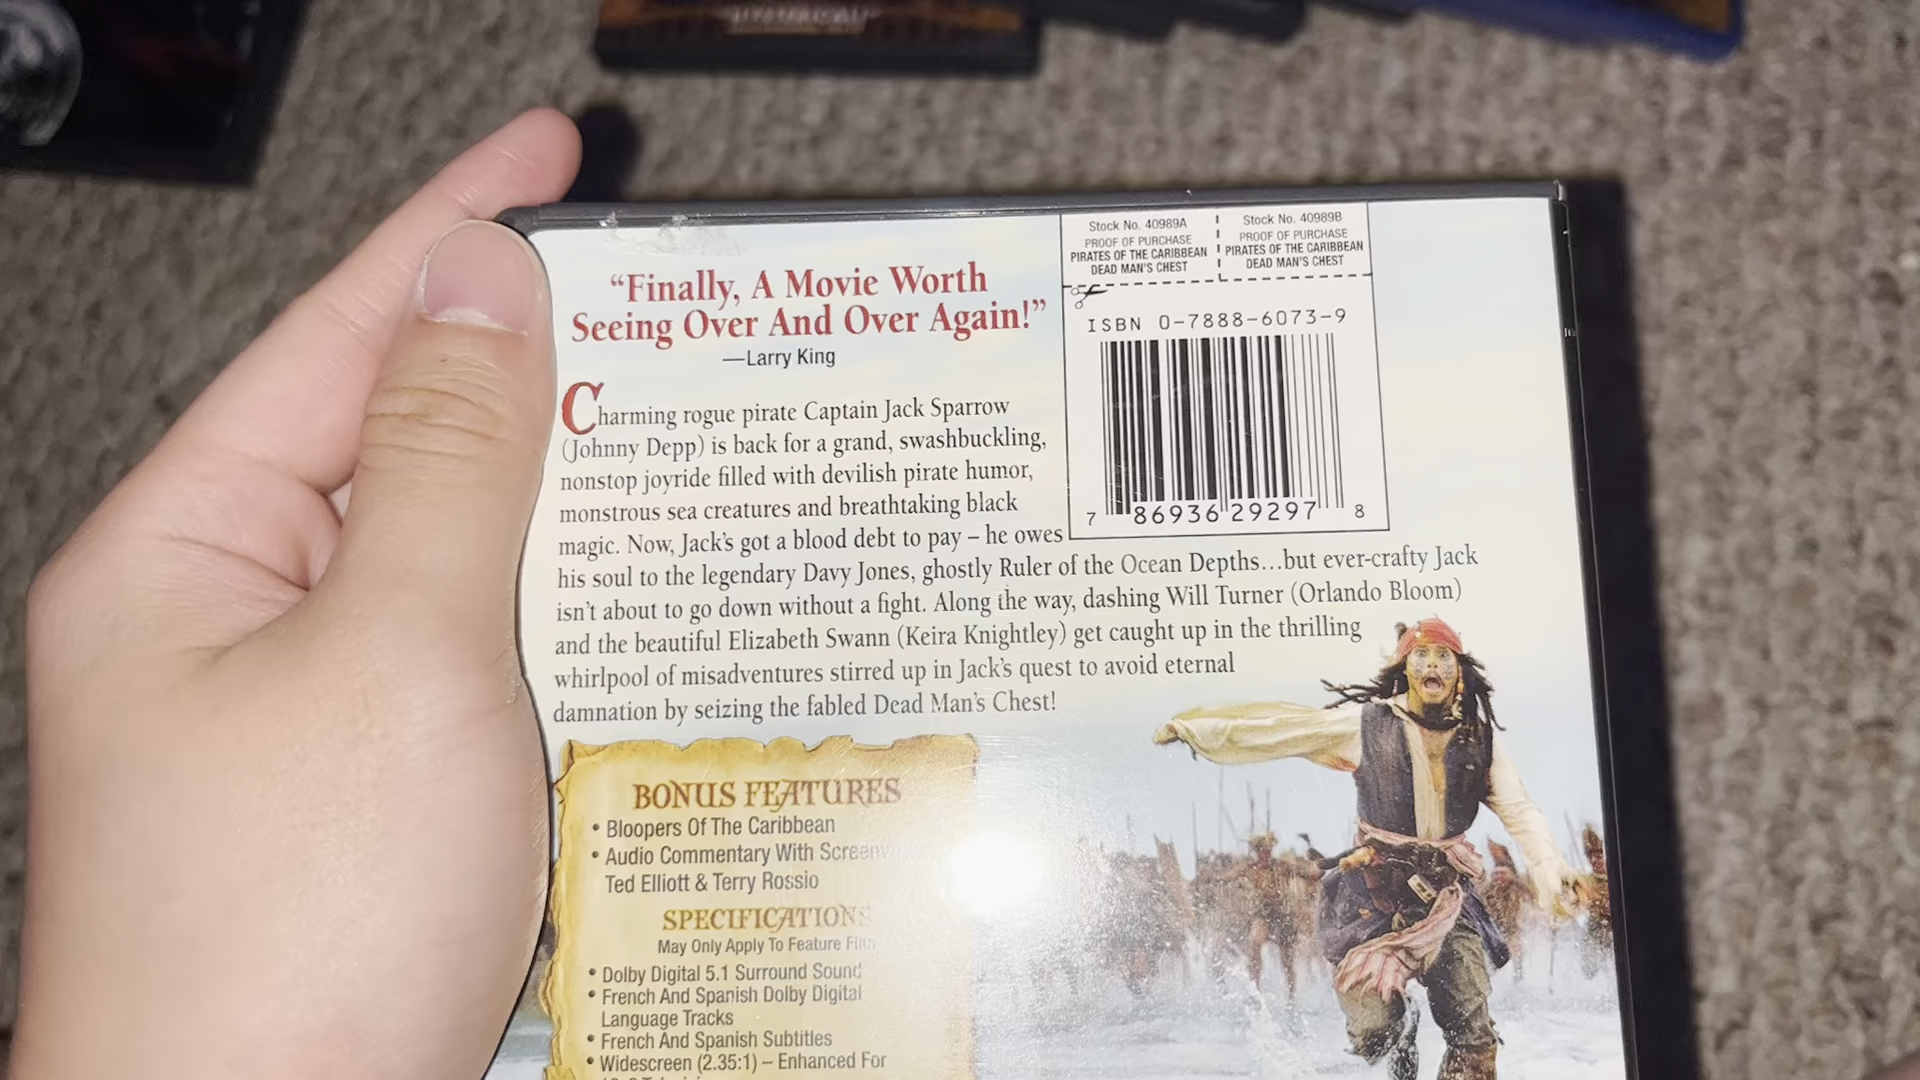 “Finally, A Movie Worth
Seeing Over And Over Again!”
—Larry King
Stock No. 40989A
PROOF OF PURCHASE
PIRATES OF THE CARIBBEAN
DEAD MAN'S CHEST
Stock No. 40989B
PROOF OF PURCHASE
PIRATES OF THE CARIBBEAN
DEAD MAN'S CHEST
ISBN 0-7888-6073-9
7 86936 29297 8
Charming rogue pirate Captain Jack Sparrow
(Johnny Depp) is back for a grand, swashbuckling,
nonstop joyride filled with devilish pirate humor,
monstrous sea creatures and breathtaking black
magic. Now, Jack's got a blood debt to pay – he owes
his soul to the legendary Davy Jones, ghostly Ruler of the Ocean Depths...but ever-crafty Jack
isn't about to go down without a fight. Along the way, dashing Will Turner (Orlando Bloom)
and the beautiful Elizabeth Swann (Keira Knightley) get caught up in the thrilling
whirlpool of misadventures stirred up in Jack's quest to avoid eternal
damnation by seizing the fabled Dead Man's Chest!
BONUS FEATURES
• Bloopers Of The Caribbean
• Audio Commentary With
Ted Elliott & Terry Rossio
SPECIFICATIONS
May Only Apply To Feature Film
• Dolby Digital 5.1 Surround Sound
• French And Spanish Dolby Digital
Language Tracks
• French And Spanish Subtitles
• Widescreen (2.35:1) – Enhanced For